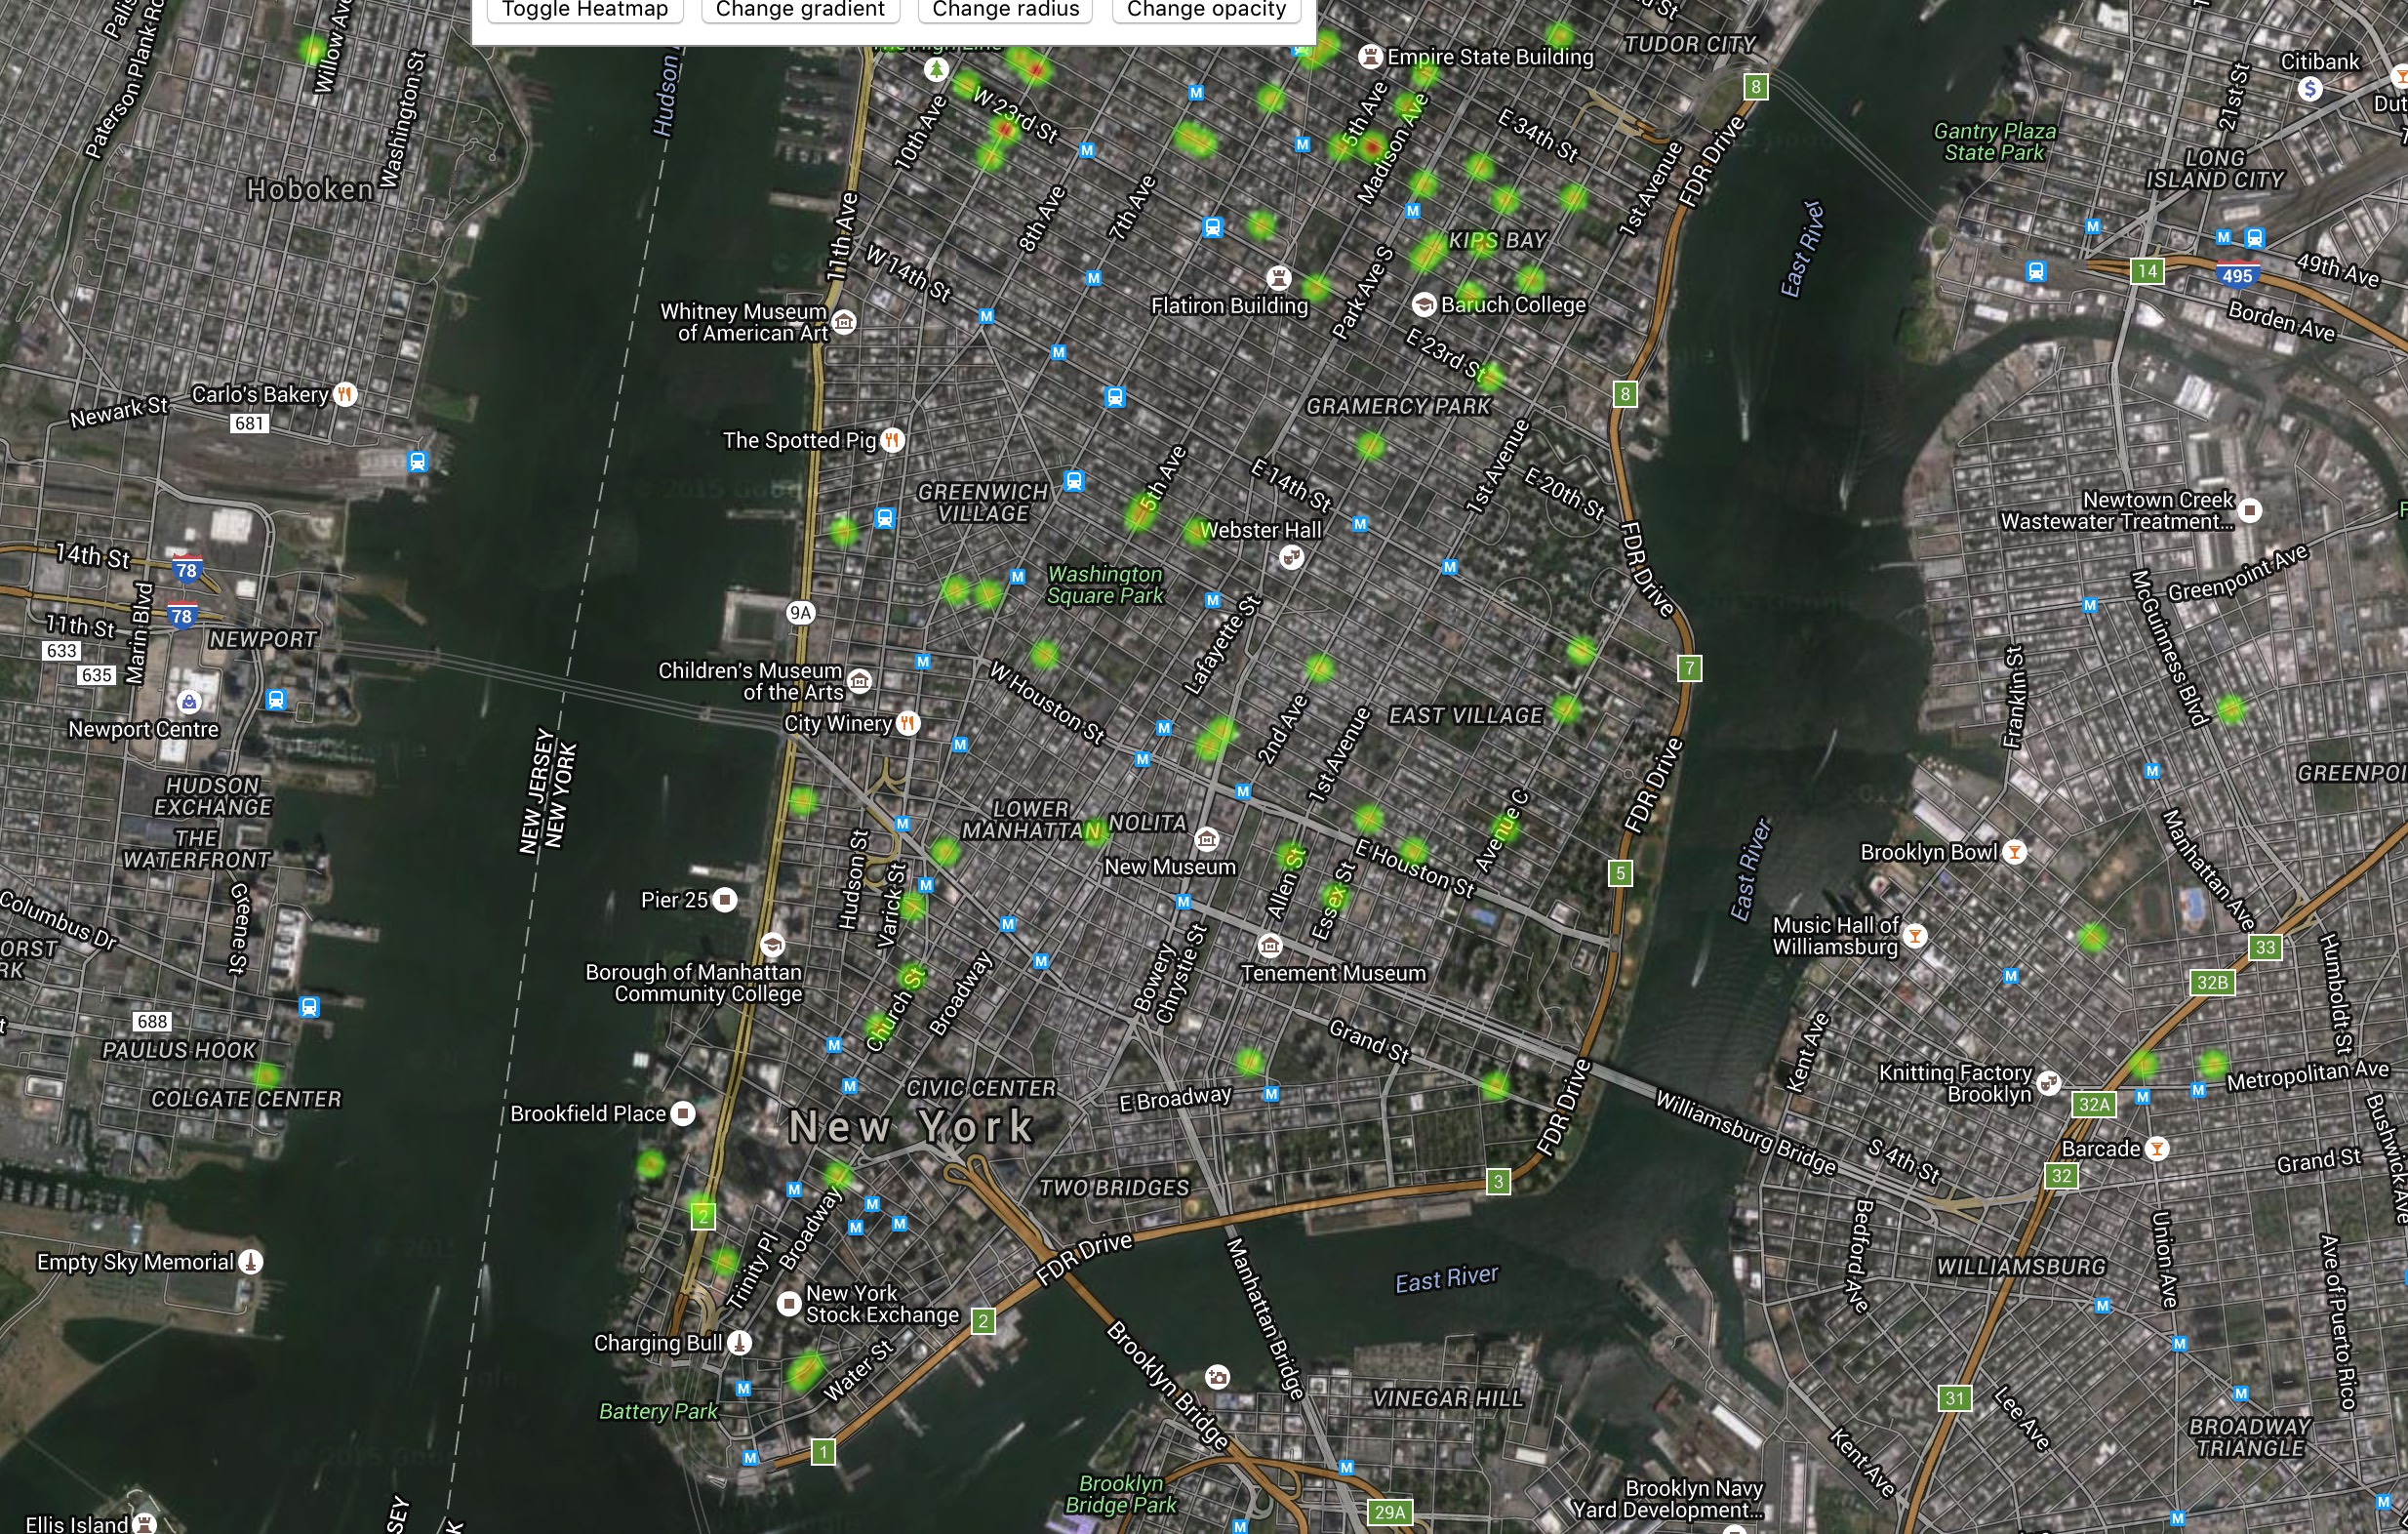 Toggle Heatmap
Change gradient
Change radius
Change opacity
Willow Ave
Washington St
Paterson Plank
Hudson
The High Line
Empire State Building
TUDOR CITY
8
Citibank
21st St
Gantry Plaza
State Park
LONG
ISLAND CITY
W 23rd St
10th Ave
5th Ave
Madison Ave
E 34th St
1st Avenue
FDR Drive
Hoboken
11th Ave
8th Ave
7th Ave
East River
KIPS BAY
W 14th St
14
495
49th Ave
Borden Ave
Flatiron Building
Park Ave S
Baruch College
Whitney Museum
of American Art
E 23rd St
Carlo's Bakery
Newark St
681
8
GRAMERCY PARK
The Spotted Pig
5th Ave
E 14th St
1st Avenue
E 20th St
GREENWICH
VILLAGE
Webster Hall
Newtown Creek
Wastewater Treatment...
14th St
78
FDR Drive
Greenpoint Ave
Washington
Square Park
McGuinness Blvd
78
11th St
Marin Blvd
NEWPORT
9A
633
635
Lafayette St
Franklin St
7
Children's Museum
of the Arts
W Houston St
City Winery
Newport Centre
2nd Ave
1st Avenue
EAST VILLAGE
NEW JERSEY
NEW YORK
FDR Drive
HUDSON
EXCHANGE
THE
WATERFRONT
LOWER
MANHATTAN
NOLITA
Avenue C
East River
Manhattan Ave
New Museum
E Houston St
Brooklyn Bowl
5
Hudson St
Varick St
Allen St
Essex St
Pier 25
Columbus Dr
Greene St
Music Hall of
Williamsburg
33
32B
Humboldt St
Borough of Manhattan
Community College
Tenement Museum
Bowery
Chrystie St
Church St
Broadway
688
PAULUS HOOK
Grand St
Kent Ave
COLGATE CENTER
CIVIC CENTER
E Broadway
Knitting Factory
Brooklyn
Metropolitan Ave
32A
Brookfield Place
New York
FDR Drive
Williamsburg Bridge
Barcade
S 4th St
Grand St
32
TWO BRIDGES
3
2
Broadway
Trinity Pl
FDR Drive
Empty Sky Memorial
Manhattan Bridge
East River
Bedford Ave
WILLIAMSBURG
Union Ave
Ave of Puerto Rico
New York
Stock Exchange
2
Charging Bull
Water St
Brooklyn Bridge
VINEGAR HILL
Battery Park
31
Lee Ave
BROADWAY
TRIANGLE
1
Kent Ave
Brooklyn
Bridge Park
Brooklyn Navy
Yard Development...
29A
Ellis Island